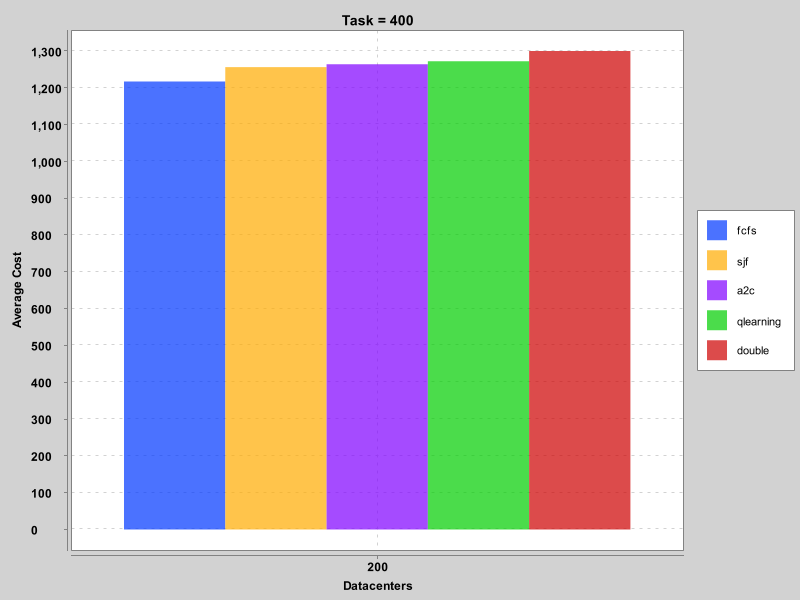 Task = 400
1,300
1,200
1,100
1,000
900
800
700
600
500
400
300
200
100
0
Average Cost
200
Datacenters
fcfs
sjf
a2c
qlearning
double